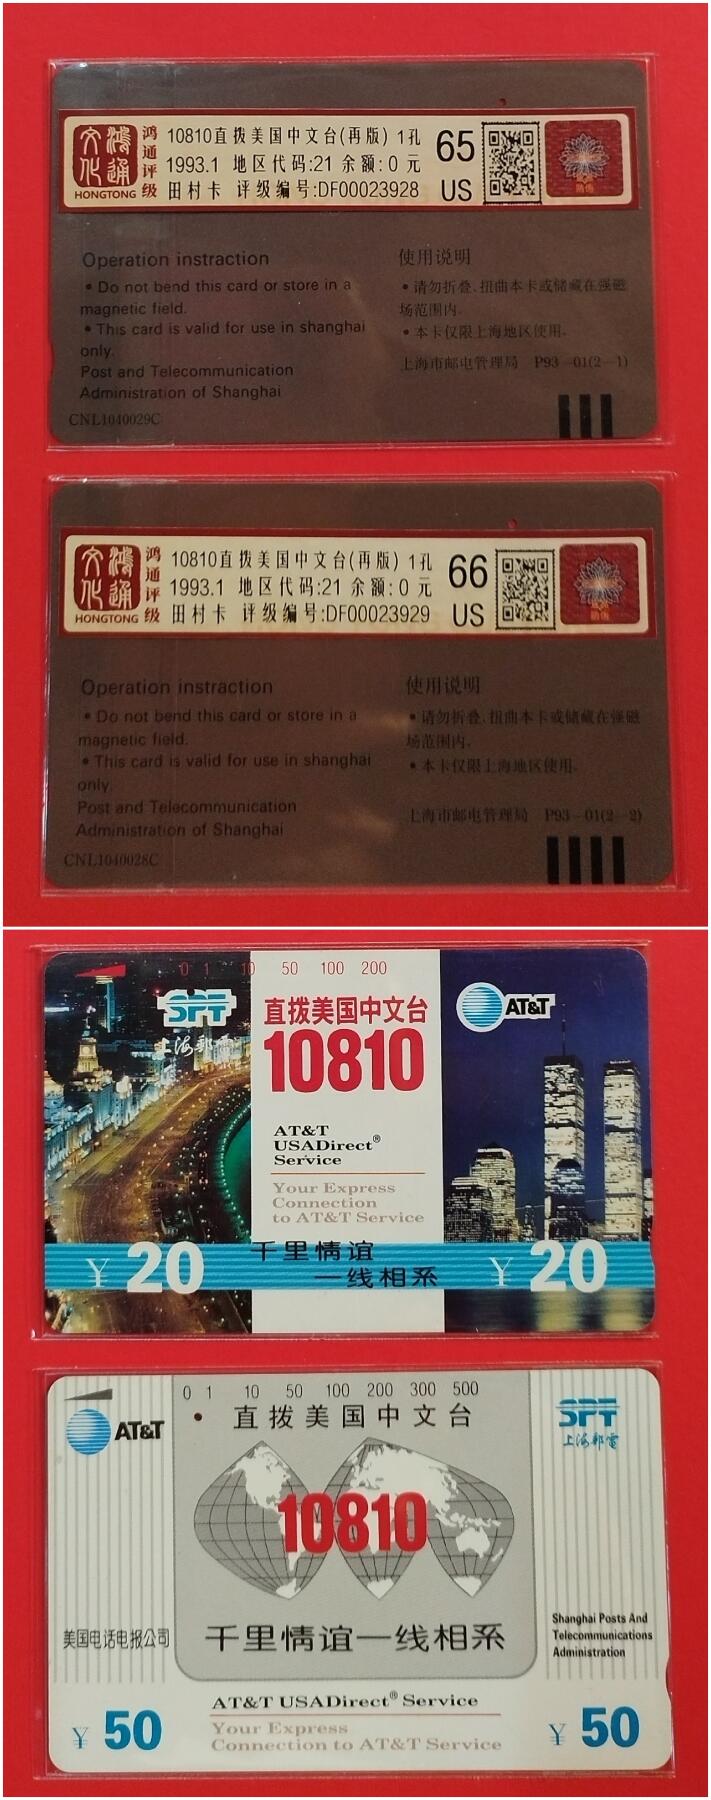 鸿通
文化
HONGTONG
鸿通评级
10810直拨美国中文台(再版) 1孔
1993.1 地区代码:21 余额:0 元
田村卡 评级编号:DF00023928
65
US
Operation instraction
• Do not bend this card or store in a
magnetic field.
• This card is valid for use in shanghai
only.
Post and Telecommunication
Administration of Shanghai
CNL1040029C
使用说明
• 请勿折叠、扭曲本卡或储藏在强磁
场范围内.
• 本卡仅限上海地区使用.
上海市邮电管理局 P93—01(2—1)
鸿通
文化
HONGTONG
鸿通评级
10810直拨美国中文台(再版) 1孔
1993.1 地区代码:21 余额:0 元
田村卡 评级编号:DF00023929
66
US
Operation instraction
• Do not bend this card or store in a
magnetic field.
• This card is valid for use in shanghai
only.
Post and Telecommunication
Administration of Shanghai
CNL1040028C
使用说明
• 请勿折叠、扭曲本卡或储藏在强磁
场范围内.
• 本卡仅限上海地区使用.
上海市邮电管理局 P93—01(2—2)
0 1 10 50 100 200
SPT
上海邮電
直拨美国中文台
10810
AT&T
AT&T
USADirect®
Service
Your Express
Connection
to AT&T Service
千里情谊
一线相系
¥ 20
¥ 20
0 1 10 50 100 200 300 500
AT&T
直拨美国中文台
SPT
上海邮電
10810
美国电话电报公司
千里情谊一线相系
Shanghai Posts And
Telecommunications
Administration
AT&T USADirect® Service
Your Express
Connection to AT&T Service
¥ 50
¥ 50